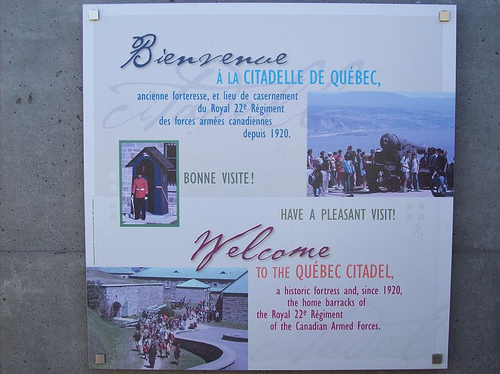 Bienvenue
À LA CITADELLE DE QUÉBEC,
ancienne forteresse, et lieu de casernement
du Royal 22e Régiment
des forces armées canadiennes
depuis 1920.
BONNE VISITE!
HAVE A PLEASANT VISIT!
Welcome
TO THE QUÉBEC CITADEL,
a historic fortress and, since 1920,
the home barracks of
the Royal 22e Régiment
of the Canadian Armed Forces.